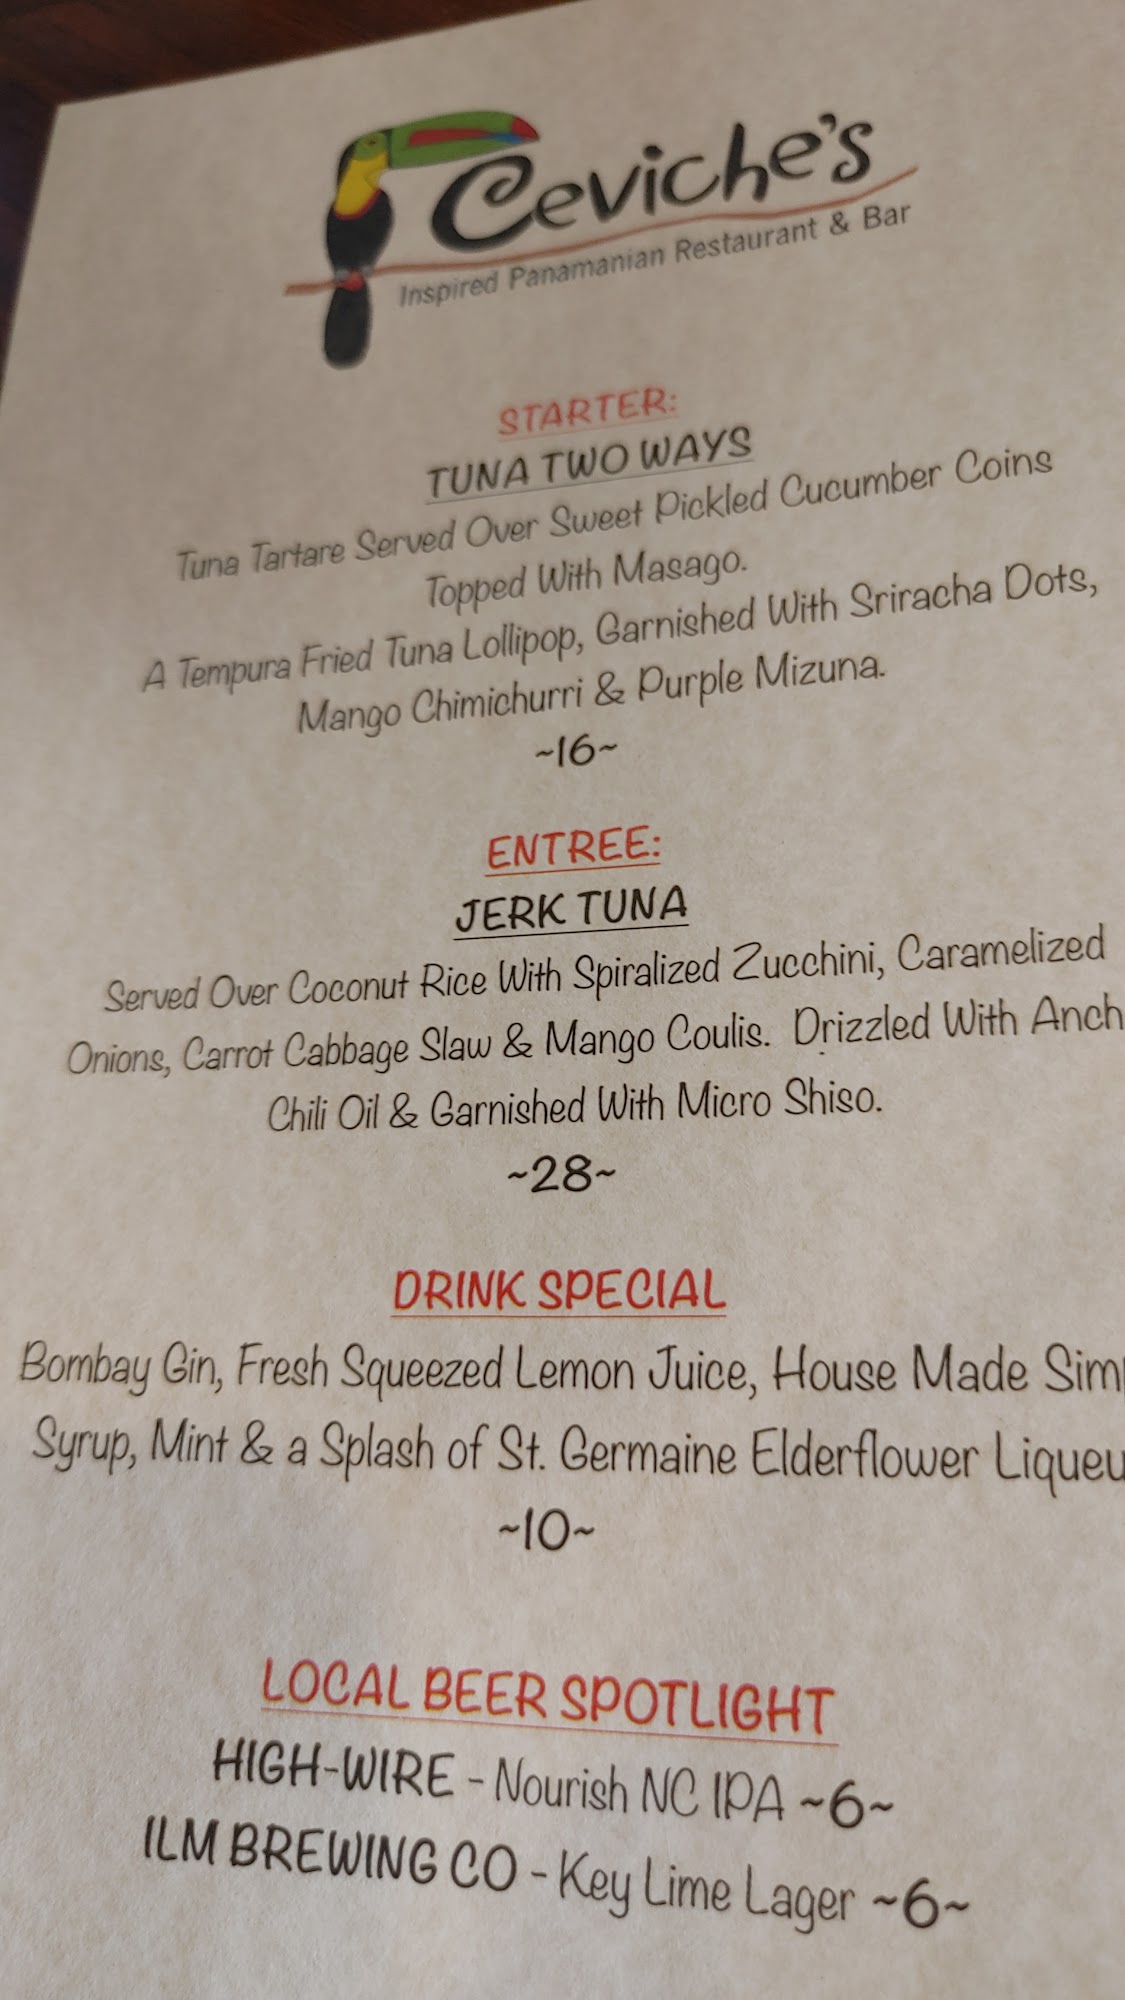 Ceviche's
Inspired Panamanian Restaurant & Bar
STARTER:
TUNA TWO WAYS
Tuna Tartare Served Over Sweet Pickled Cucumber Coins
Topped With Masago.
A Tempura Fried Tuna Lollipop, Garnished With Sriracha Dots,
Mango Chimichurri & Purple Mizuna.
~16~
ENTREE:
JERK TUNA
Served Over Coconut Rice With Spiralized Zucchini, Caramelized
Onions, Carrot Cabbage Slaw & Mango Coulis. Drizzled With Anch
Chili Oil & Garnished With Micro Shiso.
~28~
DRINK SPECIAL
Bombay Gin, Fresh Squeezed Lemon Juice, House Made Sim
Syrup, Mint & a Splash of St. Germaine Elderflower Liqueu
~10~
LOCAL BEER SPOTLIGHT
HIGH-WIRE - Nourish NC IPA ~6~
ILM BREWING CO - Key Lime Lager ~6~